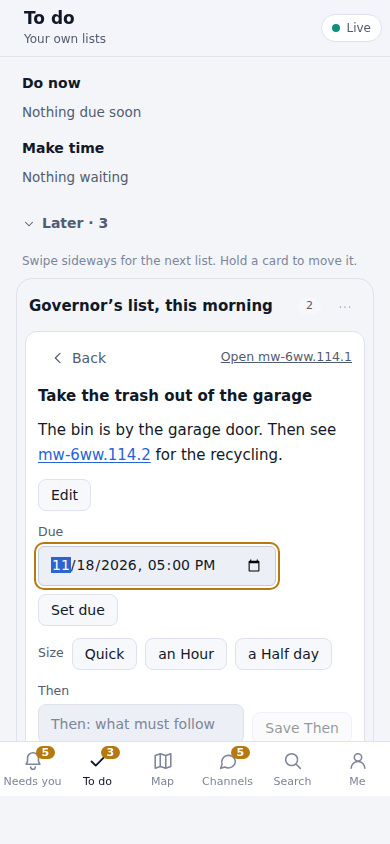 To do
Your own lists
Live
Do now
Nothing due soon
Make time
Nothing waiting
Later · 3
Swipe sideways for the next list. Hold a card to move it.
Governor’s list, this morning
2
...
Back
Open mw-6ww.114.1
Take the trash out of the garage
The bin is by the garage door. Then see
mw-6ww.114.2 for the recycling.
Edit
Due
11/18/2026, 05:00 PM
Set due
Size
Quick
an Hour
a Half day
Then
Then: what must follow
Save Then
5
3
5
Needs you
To do
Map
Channels
Search
Me